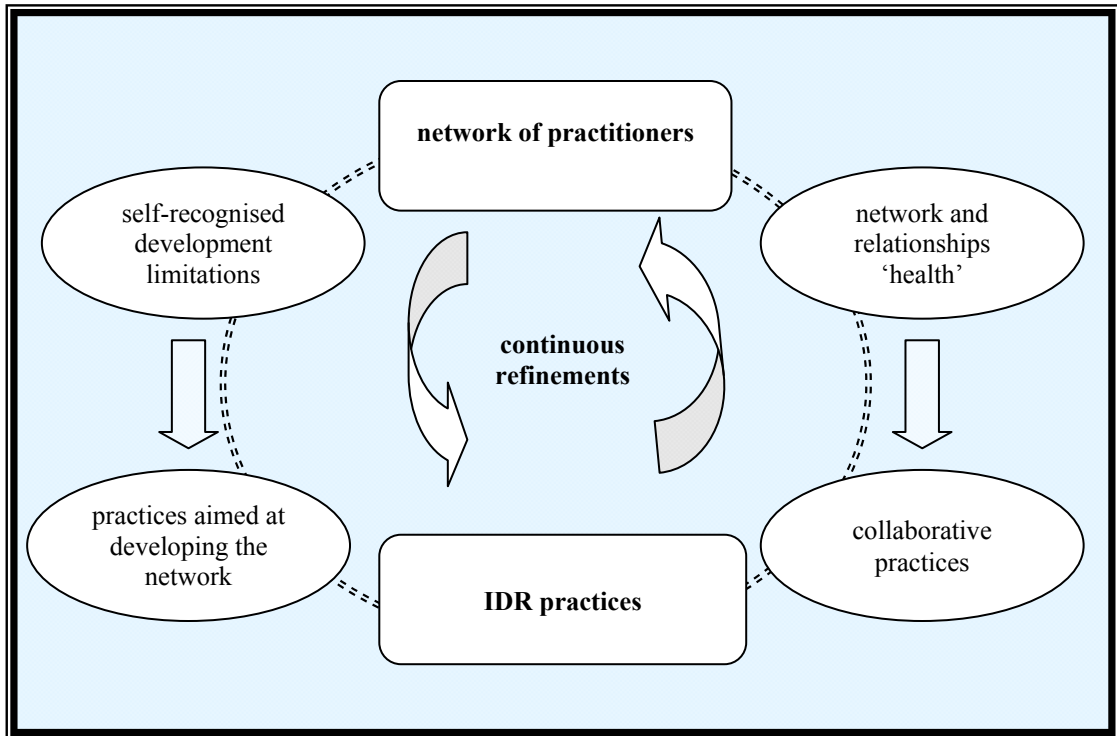 network of practitioners
self-recognised
development
limitations
network and
relationships
‘health’
continuous
refinements
practices aimed at
developing the
network
IDR practices
collaborative
practices